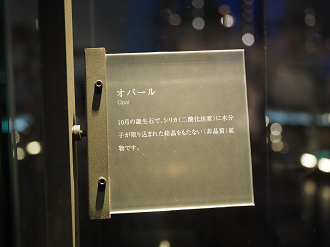 オパール
Opal
10月の誕生石で、シリカ(二酸化珪素)に水分
子が取り込まれた結晶をもたない(非晶質)鉱
物です。